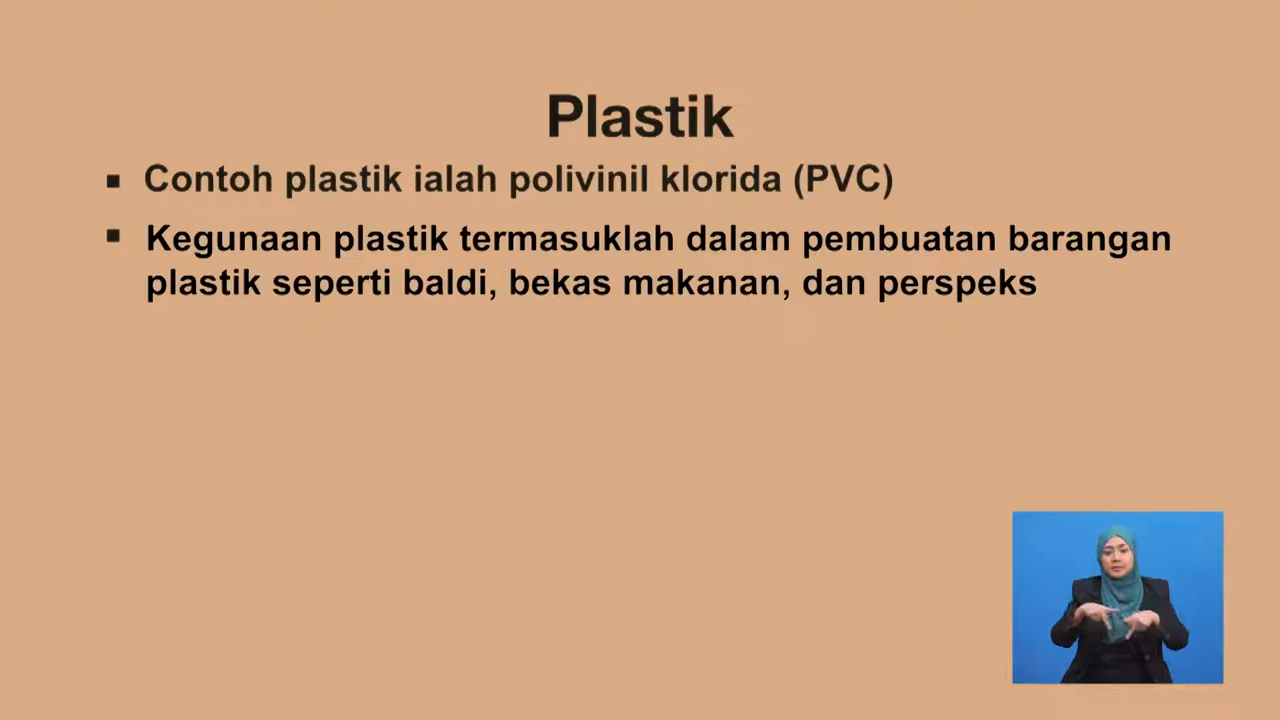 Plastik
▪ Contoh plastik ialah polivinil klorida (PVC)
▪ Kegunaan plastik termasuklah dalam pembuatan barangan
plastik seperti baldi, bekas makanan, dan perspeks